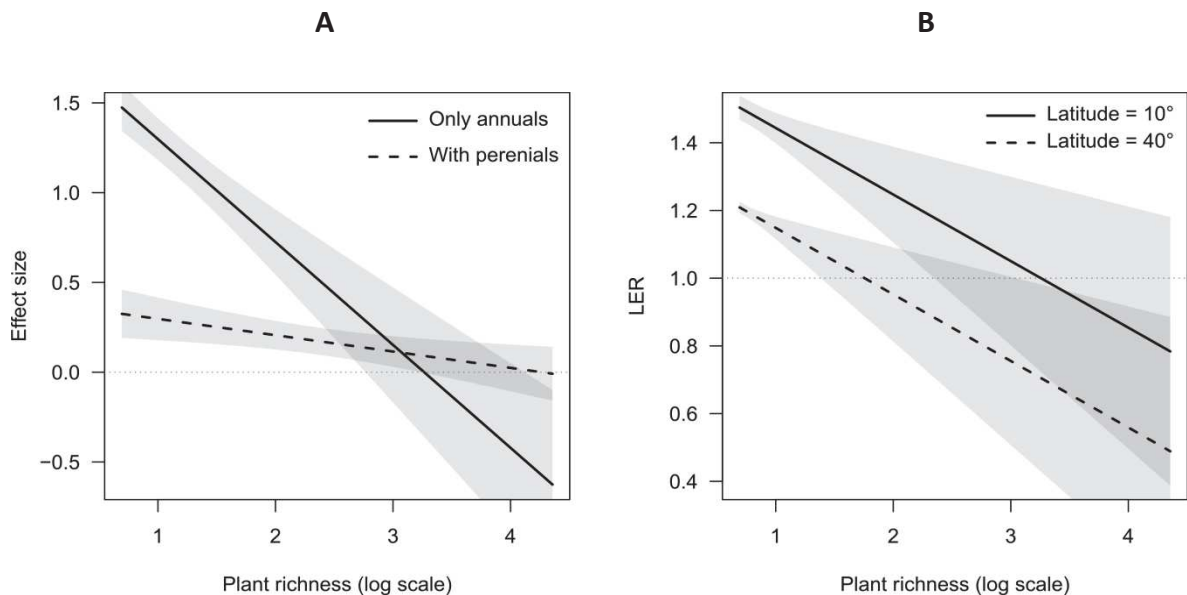 A
B
Effect size
1.5
1.0
0.5
0.0
−0.5
Only annuals
With perenials
1
2
3
4
Plant richness (log scale)
LER
1.4
1.2
1.0
0.8
0.6
0.4
Latitude = 10°
Latitude = 40°
1
2
3
4
Plant richness (log scale)